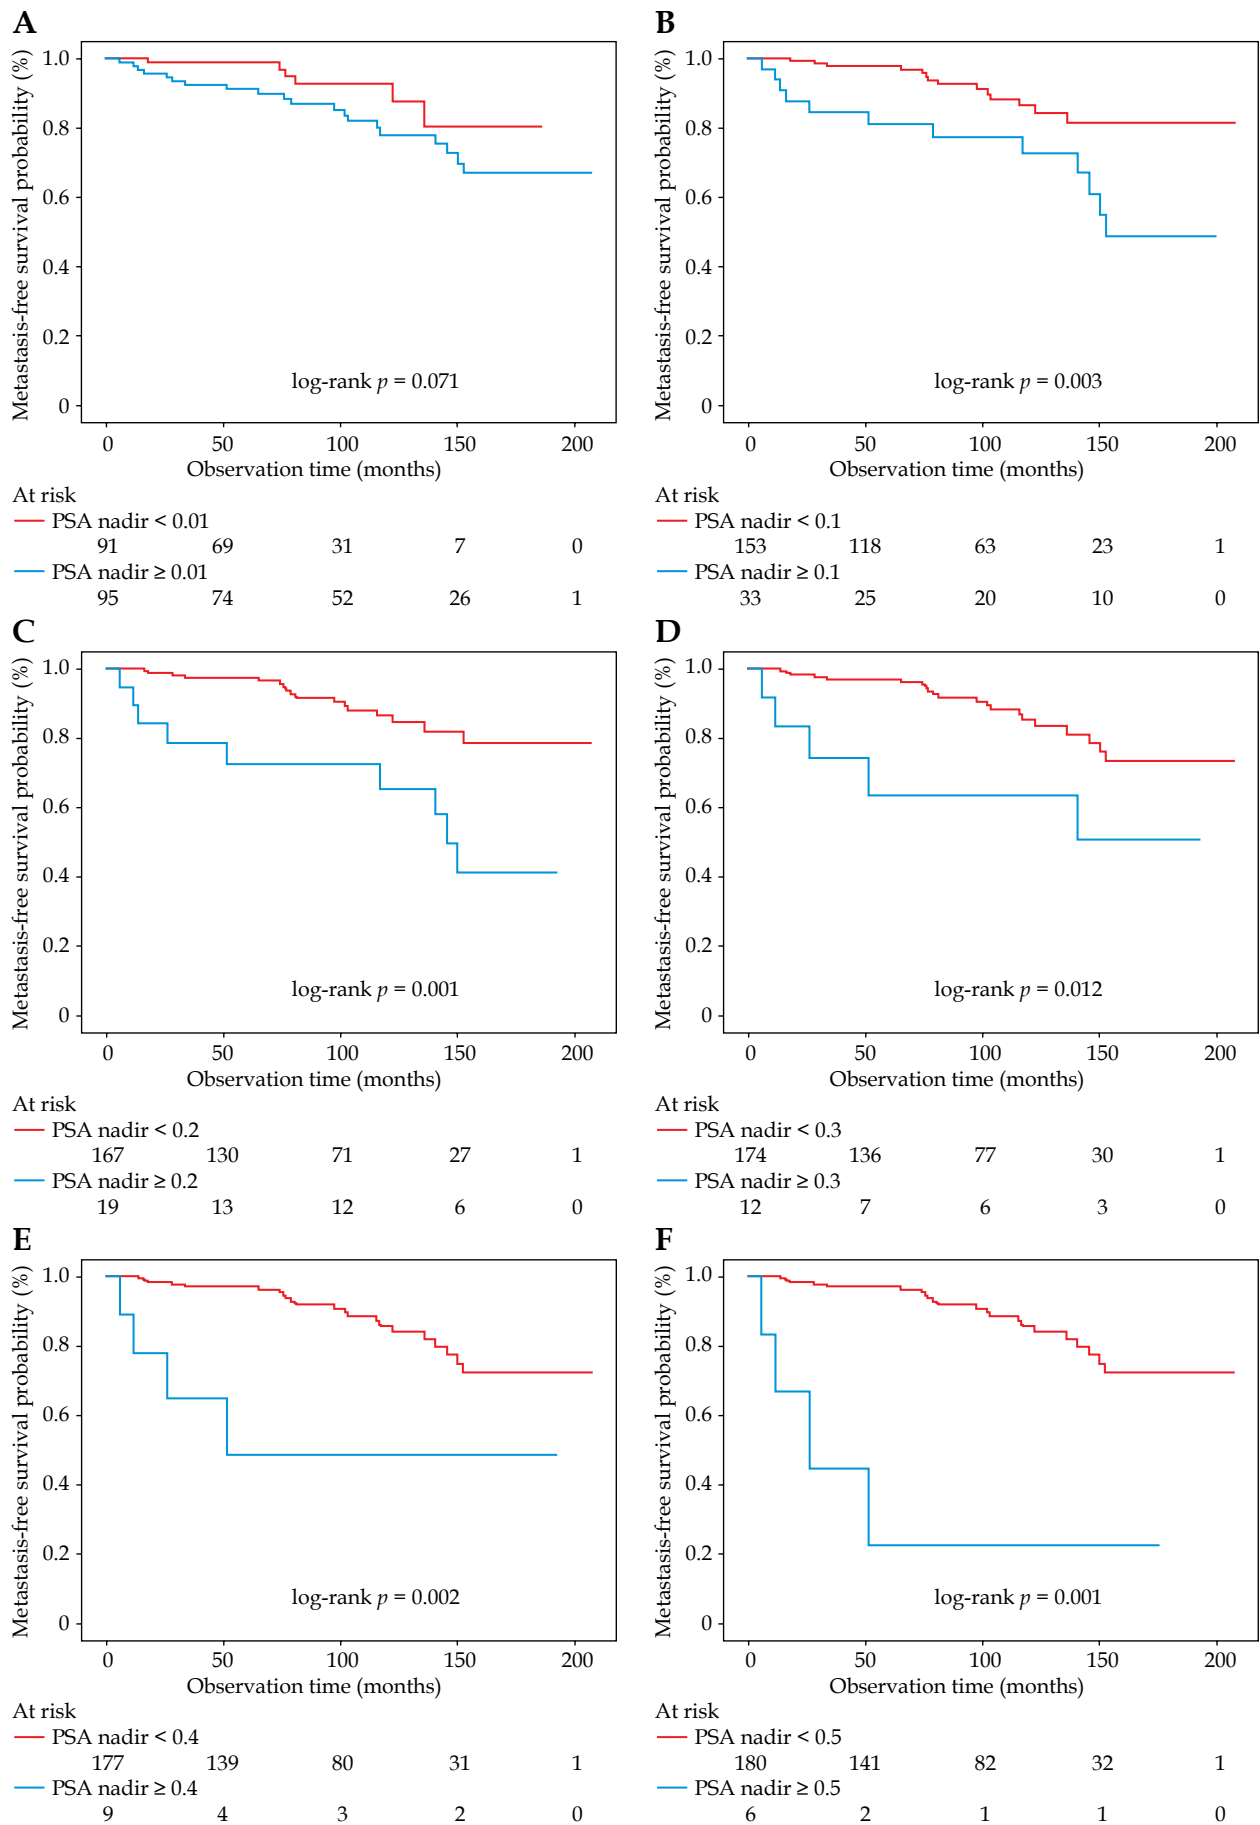 A
Metastasis-free survival probability (%)
1.0
0.8
0.6
0.4
0.2
0
log-rank p = 0.071
0 50 100 150 200
Observation time (months)
At risk
PSA nadir < 0.01
91 69 31 7 0
PSA nadir ≥ 0.01
95 74 52 26 1
B
Metastasis-free survival probability (%)
1.0
0.8
0.6
0.4
0.2
0
log-rank p = 0.003
0 50 100 150 200
Observation time (months)
At risk
PSA nadir < 0.1
153 118 63 23 1
PSA nadir ≥ 0.1
33 25 20 10 0
C
Metastasis-free survival probability (%)
1.0
0.8
0.6
0.4
0.2
0
log-rank p = 0.001
0 50 100 150 200
Observation time (months)
At risk
PSA nadir < 0.2
167 130 71 27 1
PSA nadir ≥ 0.2
19 13 12 6 0
D
Metastasis-free survival probability (%)
1.0
0.8
0.6
0.4
0.2
0
log-rank p = 0.012
0 50 100 150 200
Observation time (months)
At risk
PSA nadir < 0.3
174 136 77 30 1
PSA nadir ≥ 0.3
12 7 6 3 0
E
Metastasis-free survival probability (%)
1.0
0.8
0.6
0.4
0.2
0
log-rank p = 0.002
0 50 100 150 200
Observation time (months)
At risk
PSA nadir < 0.4
177 139 80 31 1
PSA nadir ≥ 0.4
9 4 3 2 0
F
Metastasis-free survival probability (%)
1.0
0.8
0.6
0.4
0.2
0
log-rank p = 0.001
0 50 100 150 200
Observation time (months)
At risk
PSA nadir < 0.5
180 141 82 32 1
PSA nadir ≥ 0.5
6 2 1 1 0